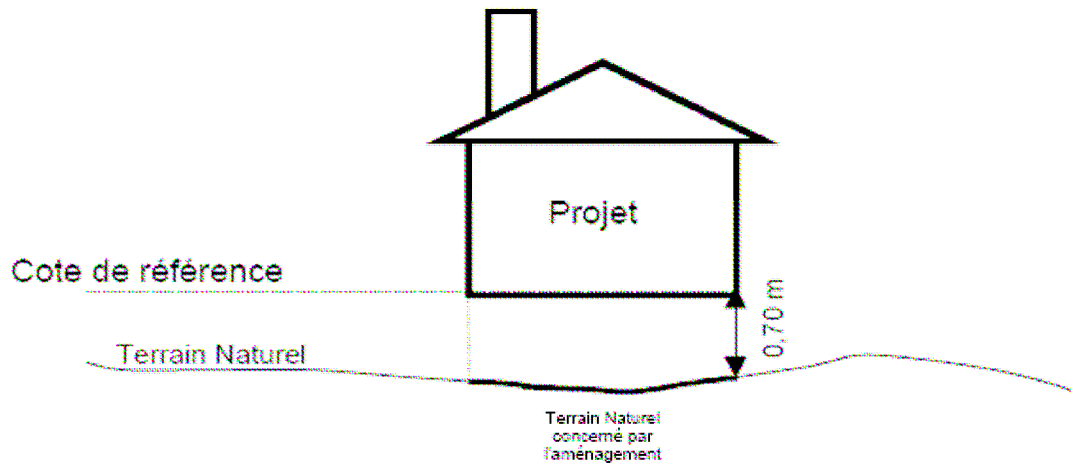 Projet
Cote de référence
0,70 m
Terrain Naturel
Terrain Naturel
concerné par
l'aménagement